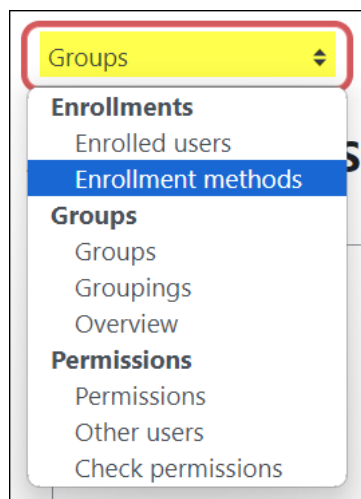 Groups
Enrollments
Enrolled users
Enrollment methods
Groups
Groups
Groupings
Overview
Permissions
Permissions
Other users
Check permissions